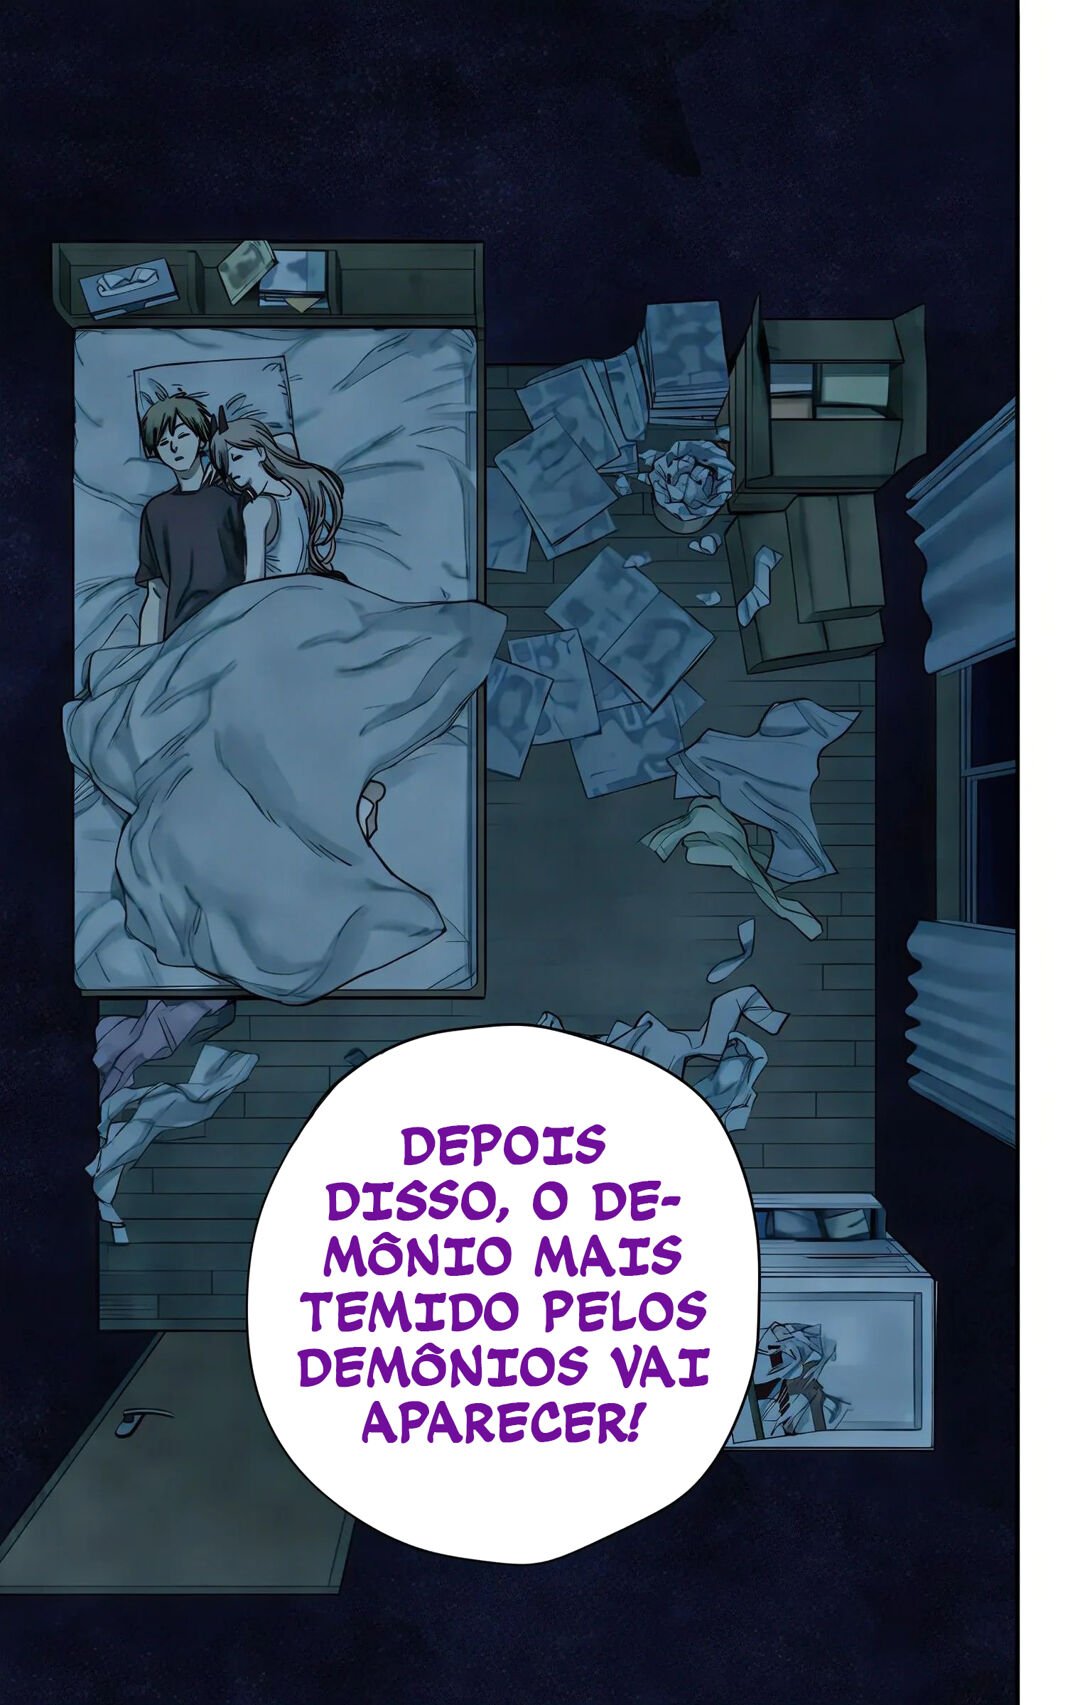 DEPOIS
DISSO, O DE-
MÔNIO MAIS
TEMIDO PELOS
DEMÔNIOS VAI
APARECER!